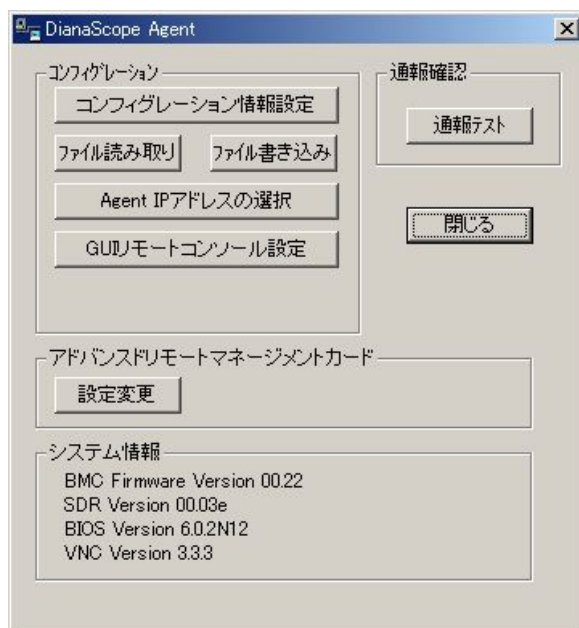 DianaScope Agent
コンフィグレーション
コンフィグレーション情報設定
ファイル読み取り
ファイル書き込み
Agent IPアドレスの選択
GUIリモートコンソール設定
通報確認
通報テスト
閉じる
アドバンスドリモートマネージメントカード
設定変更
システム情報
BMC Firmware Version 00.22
SDR Version 00.03e
BIOS Version 6.0.2N12
VNC Version 3.3.3